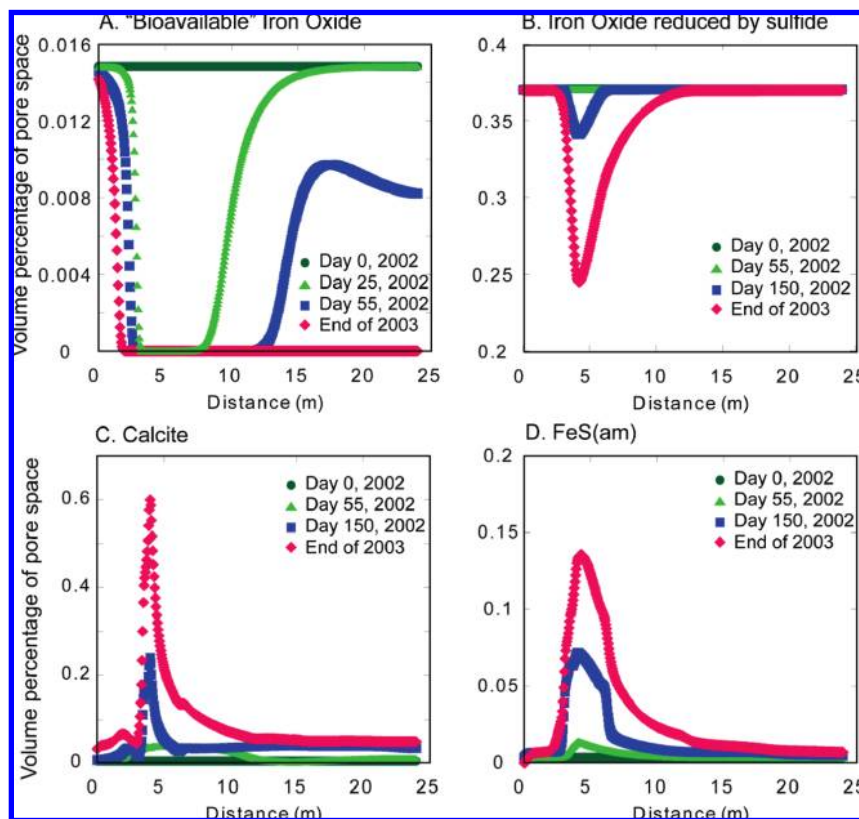 A. “Bioavailable” Iron Oxide
Volume percentage of pore space
0.016
0.012
0.008
0.004
0
Day 0, 2002
Day 25, 2002
Day 55, 2002
End of 2003
0 5 10 15 20 25
Distance (m)
B. Iron Oxide reduced by sulfide
0.4
0.35
0.3
0.25
0.2
Day 0, 2002
Day 55, 2002
Day 150, 2002
End of 2003
0 5 10 15 20 25
Distance (m)
C. Calcite
Volume percentage of pore space
0.6
0.4
0.2
0
Day 0, 2002
Day 55, 2002
Day 150, 2002
End of 2003
0 5 10 15 20 25
Distance (m)
D. FeS(am)
0.2
0.15
0.1
0.05
0
Day 0, 2002
Day 55, 2002
Day 150, 2002
End of 2003
0 5 10 15 20 25
Distance (m)